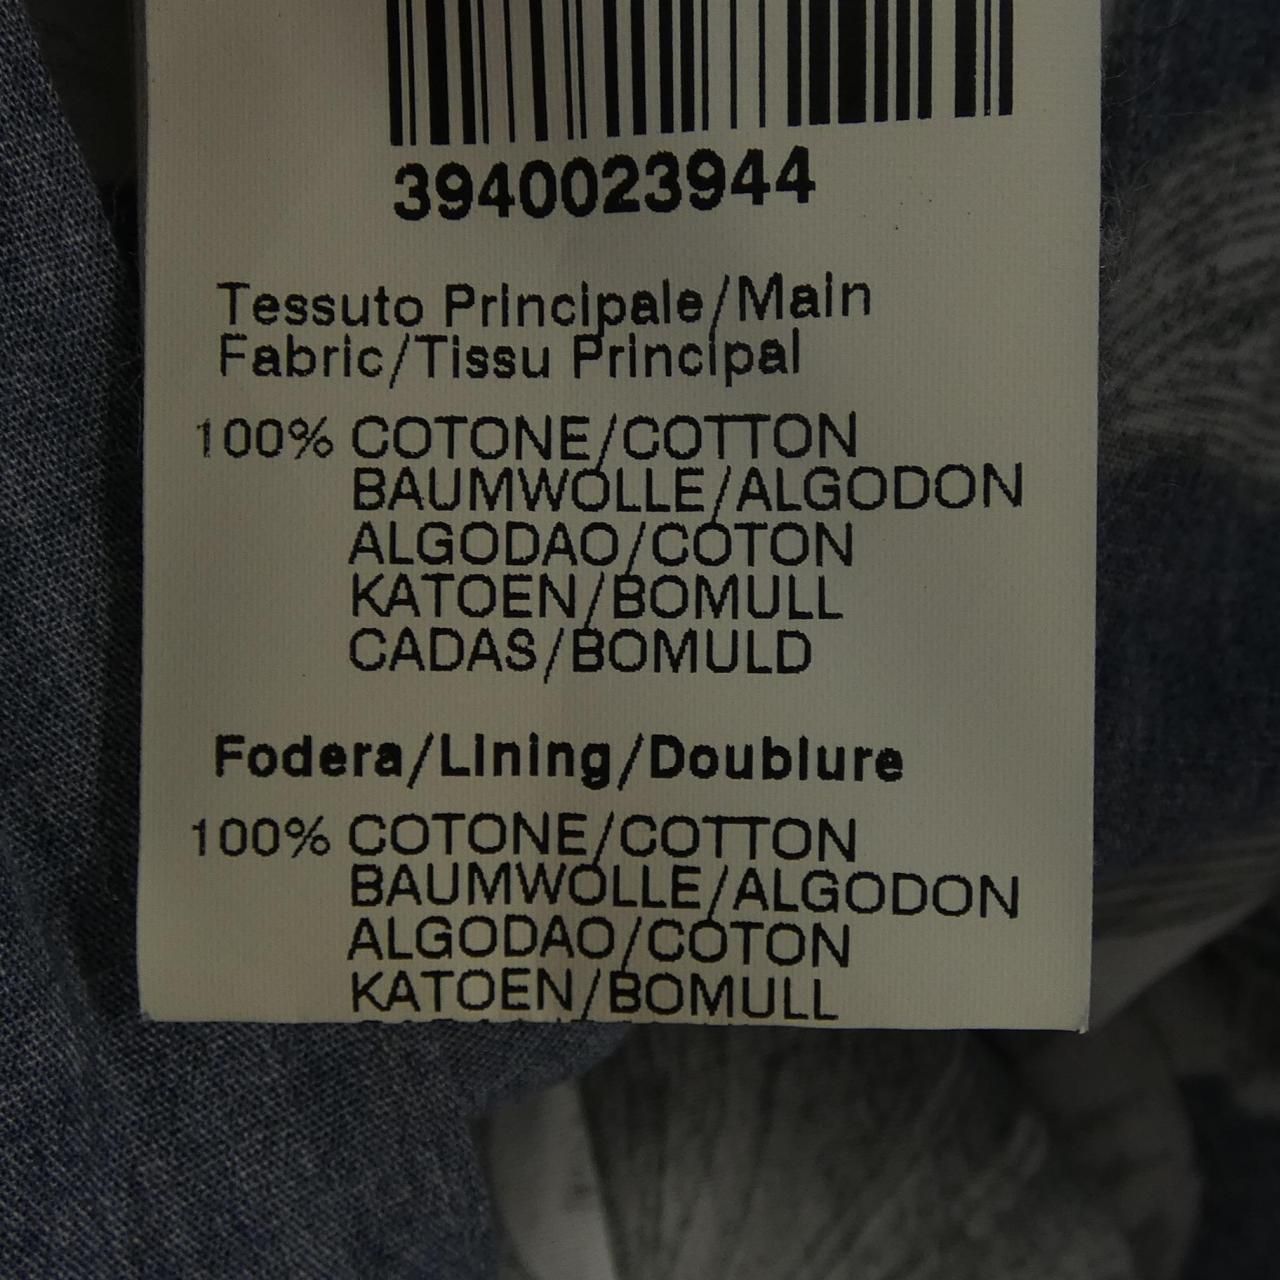 3940023944
Tessuto Principale/Main
Fabric/Tissu Principal
100% COTONE/COTTON
BAUMWOLLE/ALGODON
ALGODAO/COTON
KATOEN/BOMULL
CADAS/BOMULD
Fodera/Lining/Doublure
100% COTONE/COTTON
BAUMWOLLE/ALGODON
ALGODAO/COTON
KATOEN/BOMULL